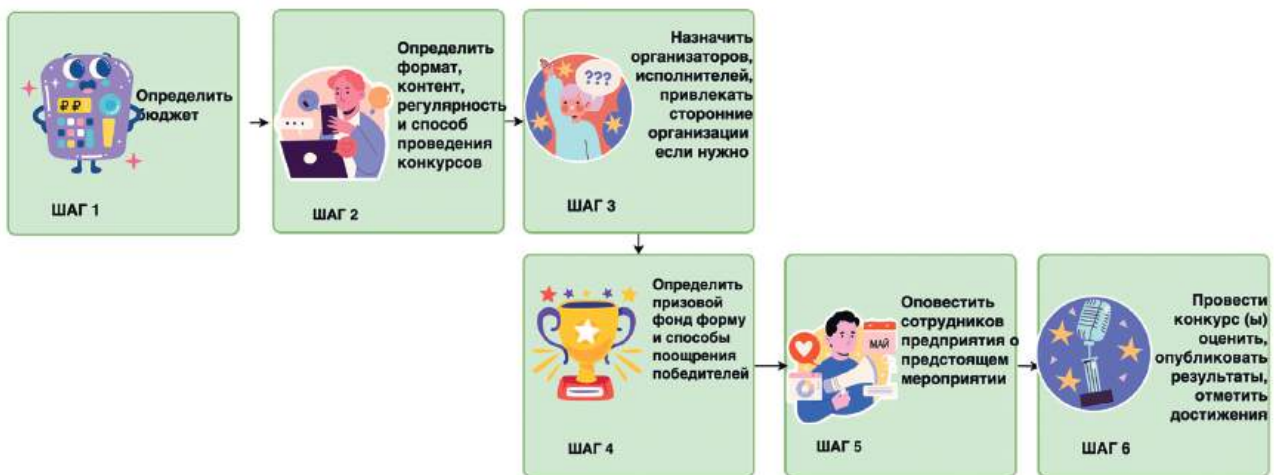 Определить
бюджет
₽ ₽
ШАГ 1
Определить
формат,
контент,
регулярность
и способ
проведения
конкурсов
ШАГ 2
Назначить
организаторов,
исполнителей,
привлекать
сторонние
организации
если нужно
???
ШАГ 3
Определить
призовой
фонд форму
и способы
поощрения
победителей
ШАГ 4
Оповестить
сотрудников
предприятия о
предстоящем
мероприятии
МАЙ
ШАГ 5
Провести
конкурс (ы)
оценить,
опубликовать
результаты,
отметить
достижения
ШАГ 6